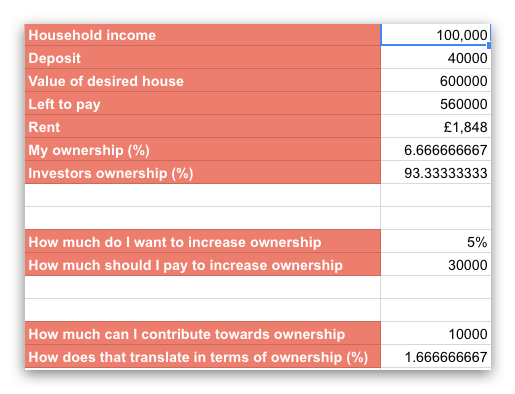 Household income 100,000
Deposit 40000
Value of desired house 600000
Left to pay 560000
Rent £1,848
My ownership (%) 6.666666667
Investors ownership (%) 93.33333333
How much do I want to increase ownership 5%
How much should I pay to increase ownership 30000
How much can I contribute towards ownership 10000
How does that translate in terms of ownership (%) 1.666666667